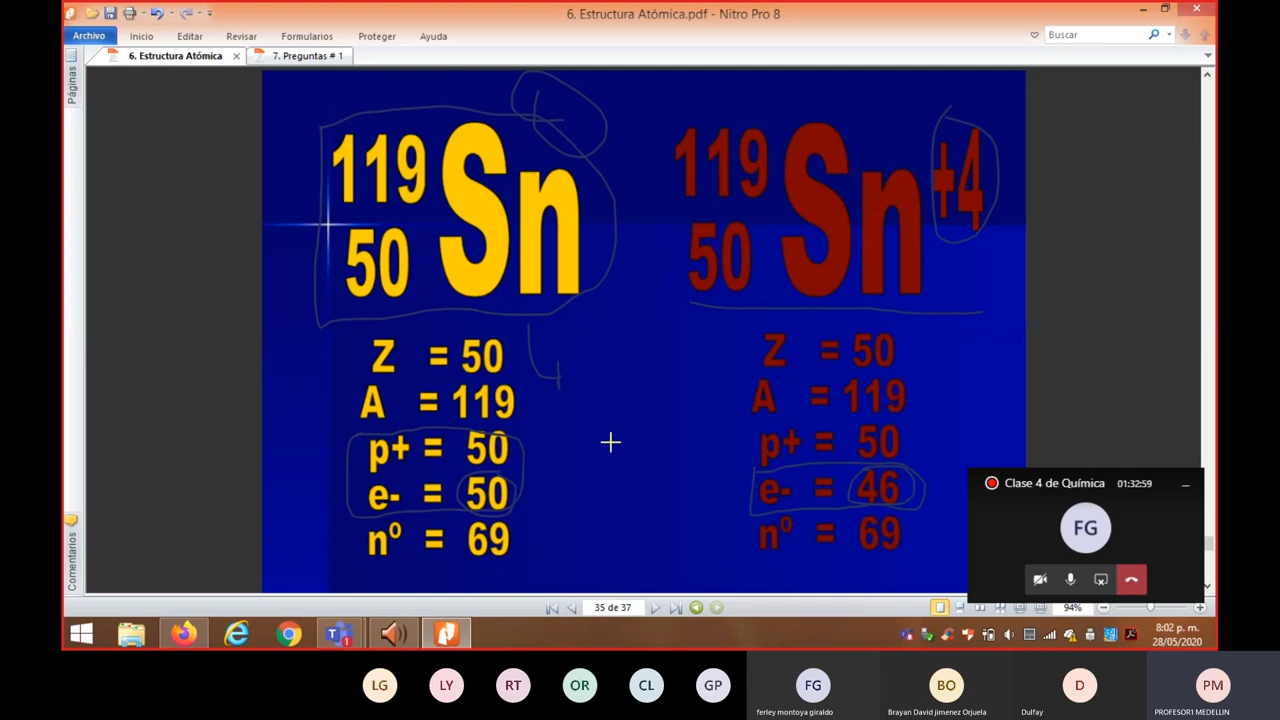 6. Estructura Atómica.pdf - Nitro Pro 8
Archivo Inicio Editar Revisar Formularios Proteger Ayuda
Buscar
6. Estructura Atómica
7. Preguntas # 1
Páginas
119
50
Sn
119
50
Sn
+4
Z = 50
A = 119
p+ = 50
e- = 50
nº = 69
Z = 50
A = 119
p+ = 50
e- = 46
nº = 69
4
Clase 4 de Química 01:32:59
FG
Comentarios
35 de 37
94%
1
8:02 p. m.
28/05/2020
LG
LY
RT
OR
CL
GP
FG
ferley montoya giraldo
BO
Brayan David jimenez Orjuela
D
Dulfay
PM
PROFESOR1 MEDELLIN